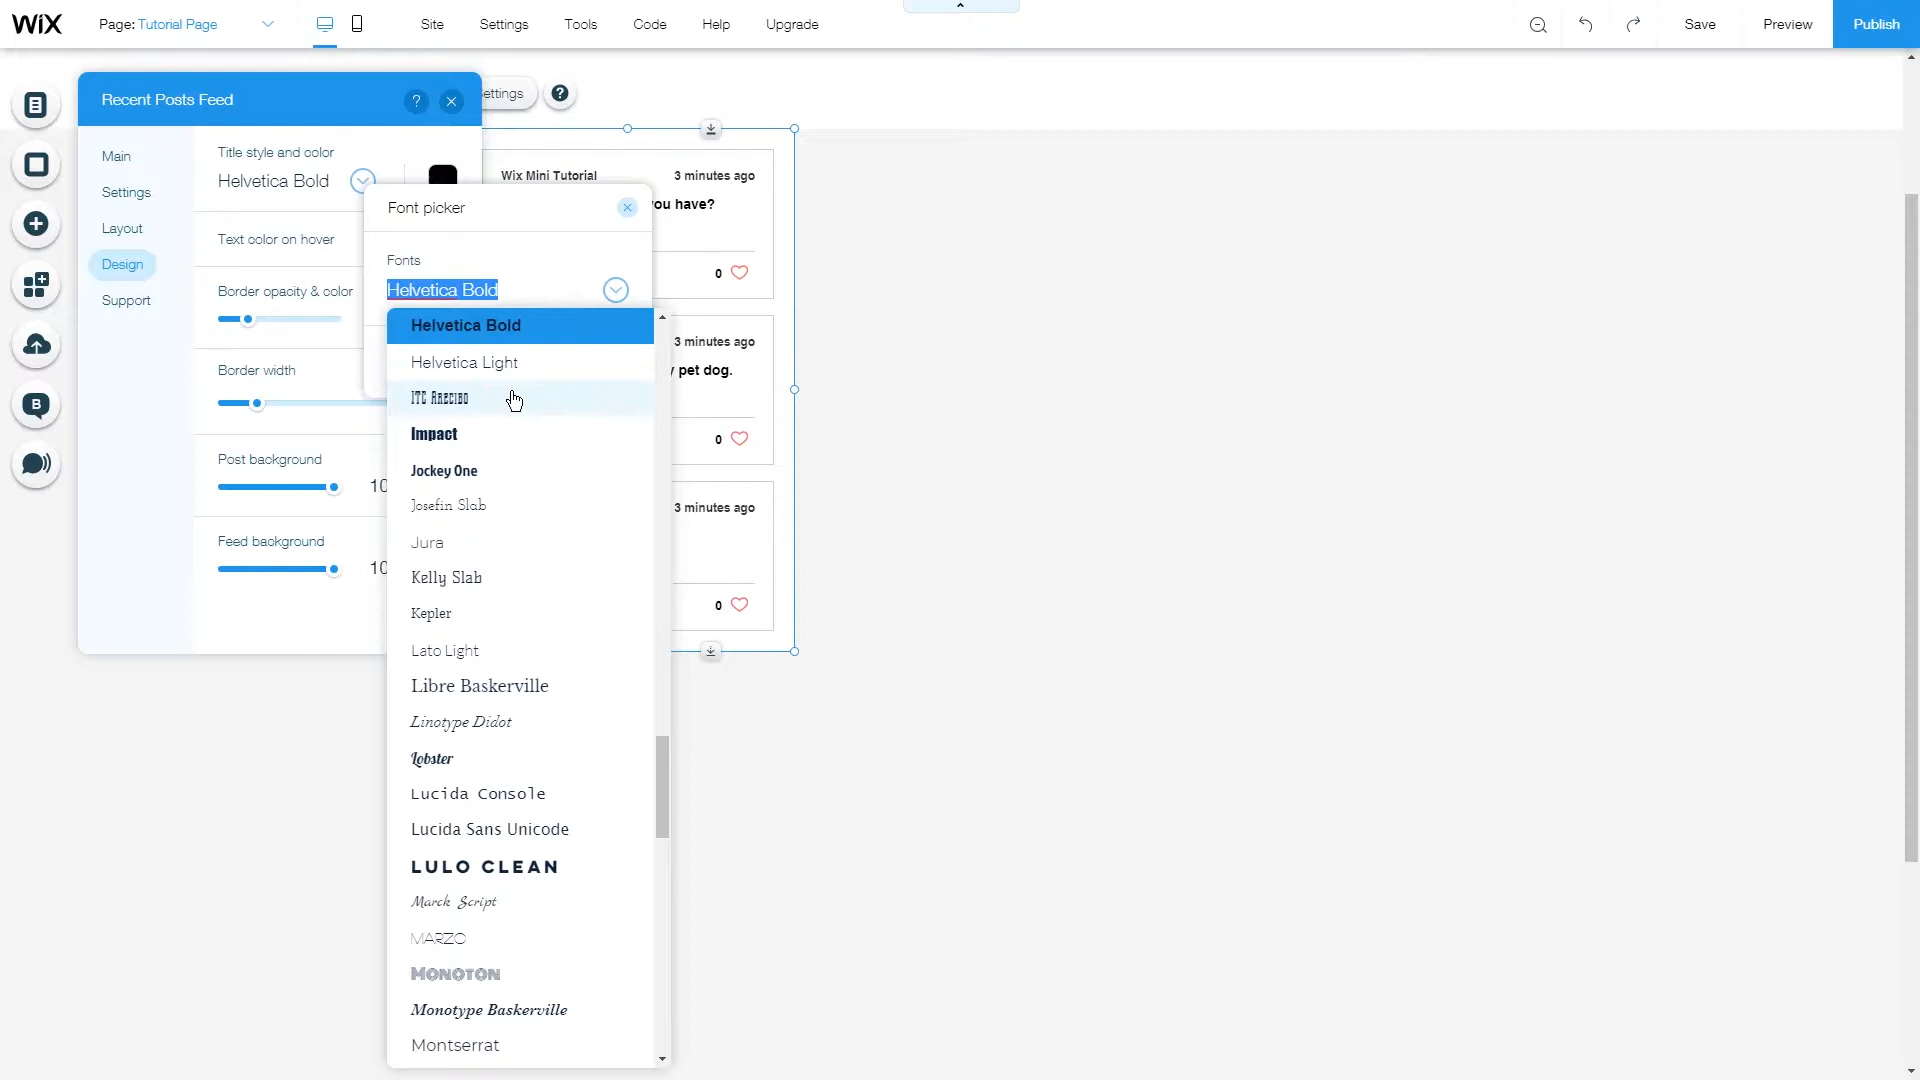 WIX
Page: Tutorial Page
Site
Settings
Tools
Code
Help
Upgrade
Save
Preview
Publish
Recent Posts Feed
?
ettings
?
Main
Settings
Layout
Design
Support
Title style and color
Helvetica Bold
Text color on hover
Border opacity & color
Border width
Post background
10
Feed background
10
Font picker
Fonts
Helvetica Bold
Helvetica Bold
Helvetica Light
ITC Arecibo
Impact
Jockey One
Josefin Slab
Jura
Kelly Slab
Kepler
Lato Light
Libre Baskerville
Linotype Didot
Lobster
Lucida Console
Lucida Sans Unicode
LULO CLEAN
Marck Script
MARZO
MONOTON
Monotype Baskerville
Montserrat
Wix Mini Tutorial
3 minutes ago
you have?
0
3 minutes ago
pet dog.
0
3 minutes ago
0
B